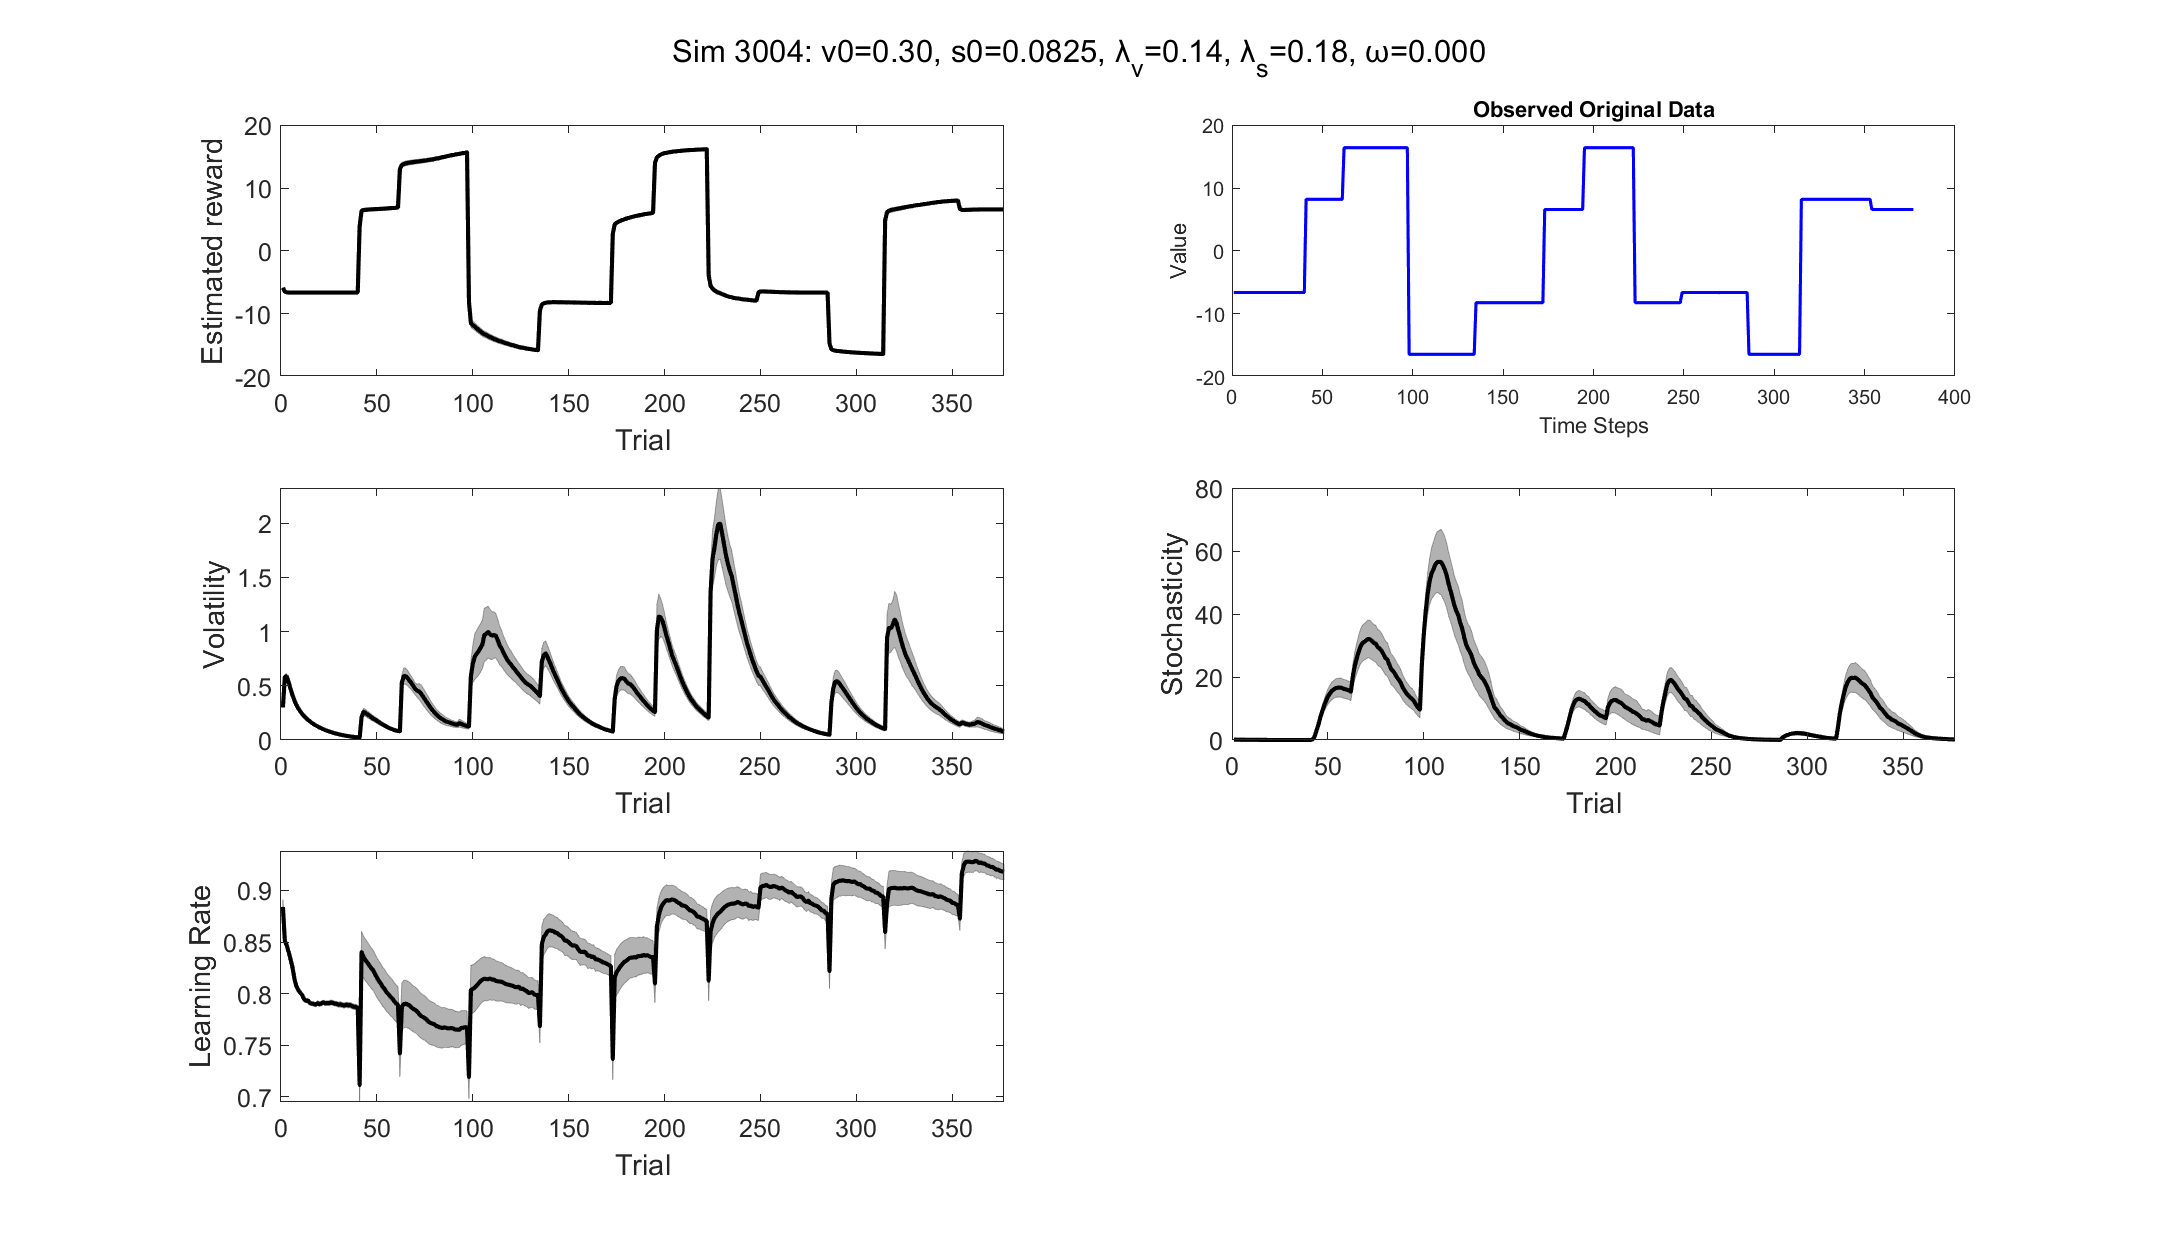 Sim 3004: v0=0.30, s0=0.0825, λ_v=0.14, λ_s=0.18, ω=0.000
20
10
0
-10
-20
Estimated reward
0 50 100 150 200 250 300 350
Trial
Observed Original Data
20
10
0
-10
-20
Value
0 50 100 150 200 250 300 350 400
Time Steps
2
1.5
1
0.5
0
Volatility
0 50 100 150 200 250 300 350
Trial
80
60
40
20
0
Stochasticity
0 50 100 150 200 250 300 350
Trial
0.9
0.85
0.8
0.75
0.7
Learning Rate
0 50 100 150 200 250 300 350
Trial